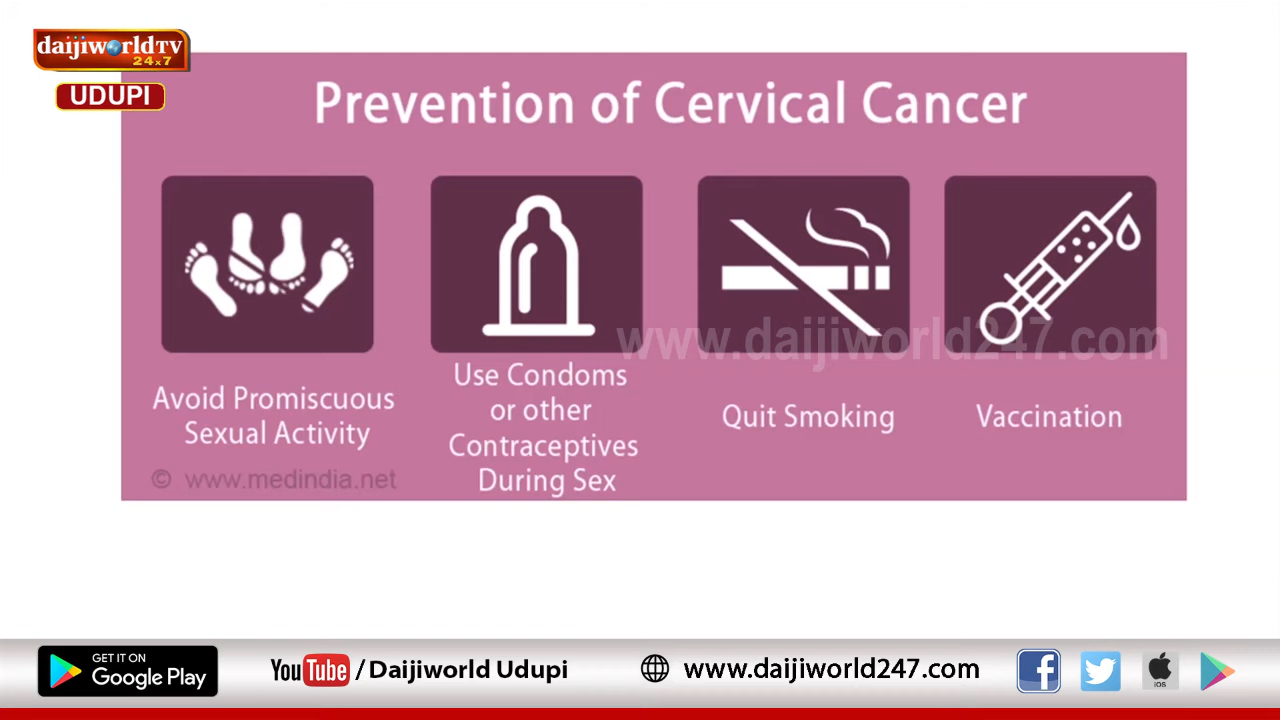 daijiworldTV
24x7
UDUPI
Prevention of Cervical Cancer
Avoid Promiscuous
Sexual Activity
Use Condoms
or other
Contraceptives
During Sex
Quit Smoking
Vaccination
www.daijiworld247.com
© www.medindia.net
GET IT ON
Google Play
YouTube / Daijiworld Udupi
www.daijiworld247.com
iOS